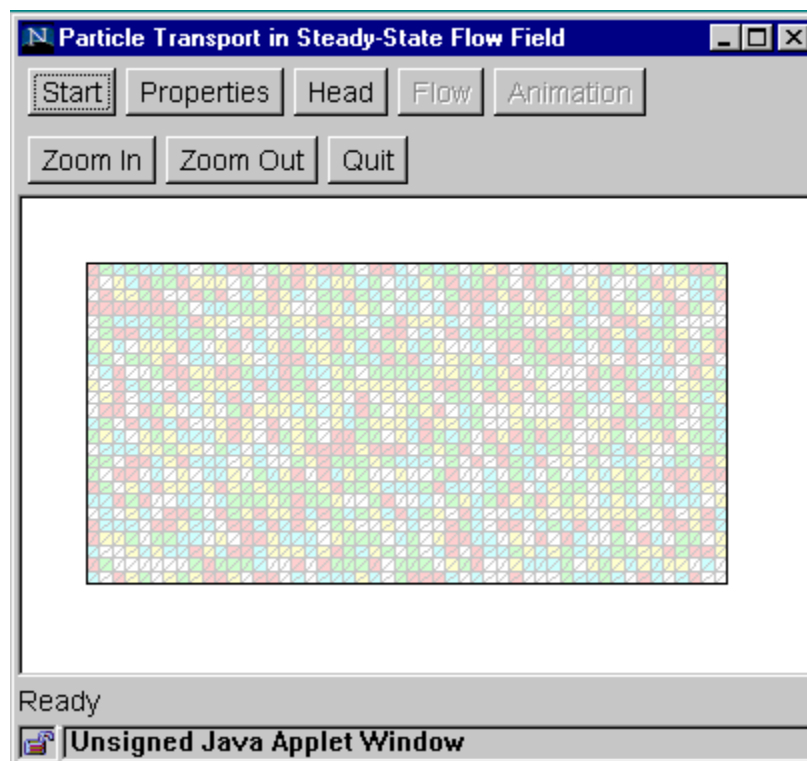 N Particle Transport in Steady-State Flow Field
Start Properties Head Flow Animation
Zoom In Zoom Out Quit
Ready
Unsigned Java Applet Window